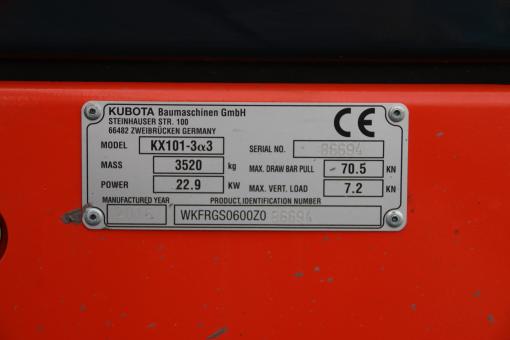 KUBOTA Baumaschinen GmbH
STEINHAUSER STR. 100
66482 ZWEIBRÜCKEN GERMANY
CE
MODEL KX101-3α3 SERIAL NO. 86694
MASS 3520 kg MAX. DRAW BAR PULL 70.5 KN
POWER 22.9 KW MAX. VERT. LOAD 7.2 KN
MANUFACTURED YEAR PRODUCT IDENTIFICATION NUMBER
WKFRGS0600Z086694